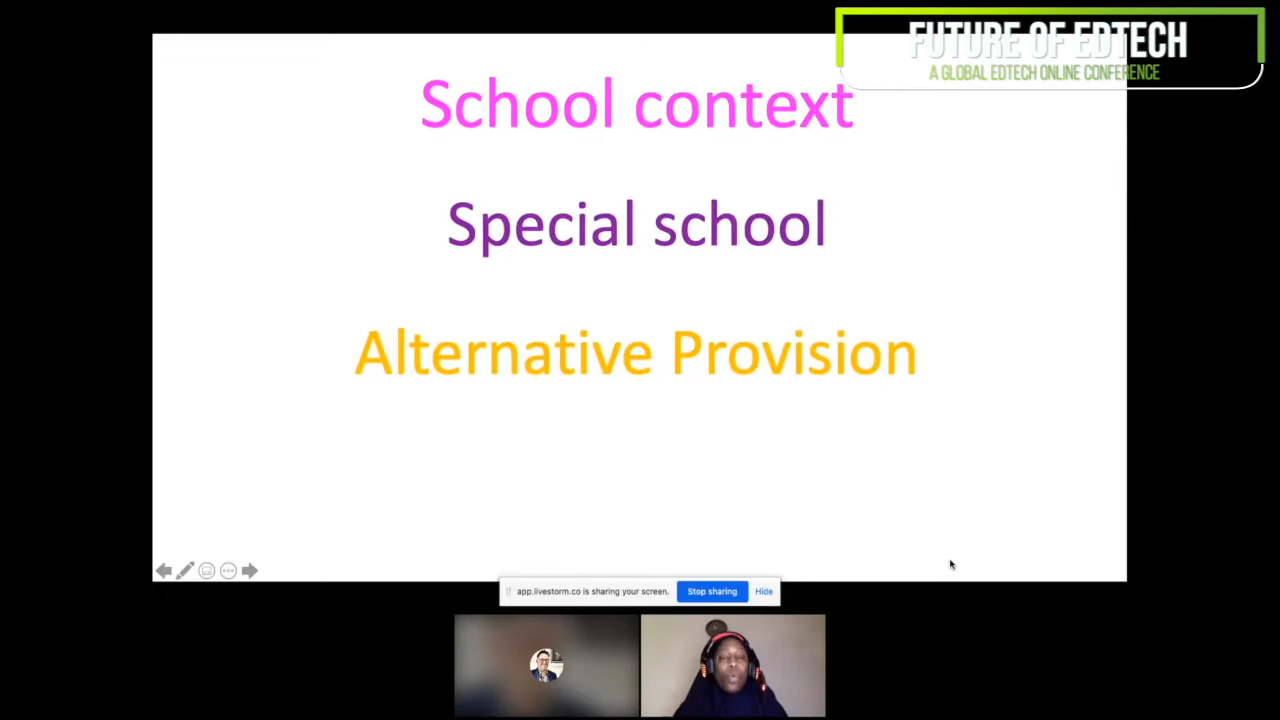 FUTURE OF EDTECH
A GLOBAL EDTECH ONLINE CONFERENCE
School context
Special school
Alternative Provision
app.livestorm.co is sharing your screen. Stop sharing Hide